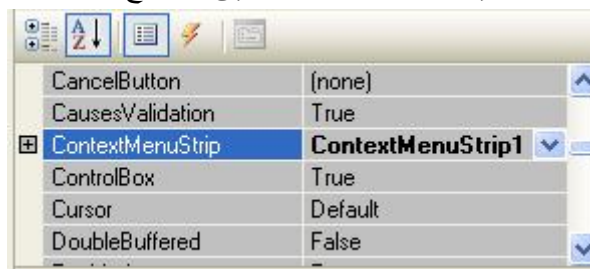 CancelButton (none)
CausesValidation True
ContextMenuStrip ContextMenuStrip1
ControlBox True
Cursor Default
DoubleBuffered False